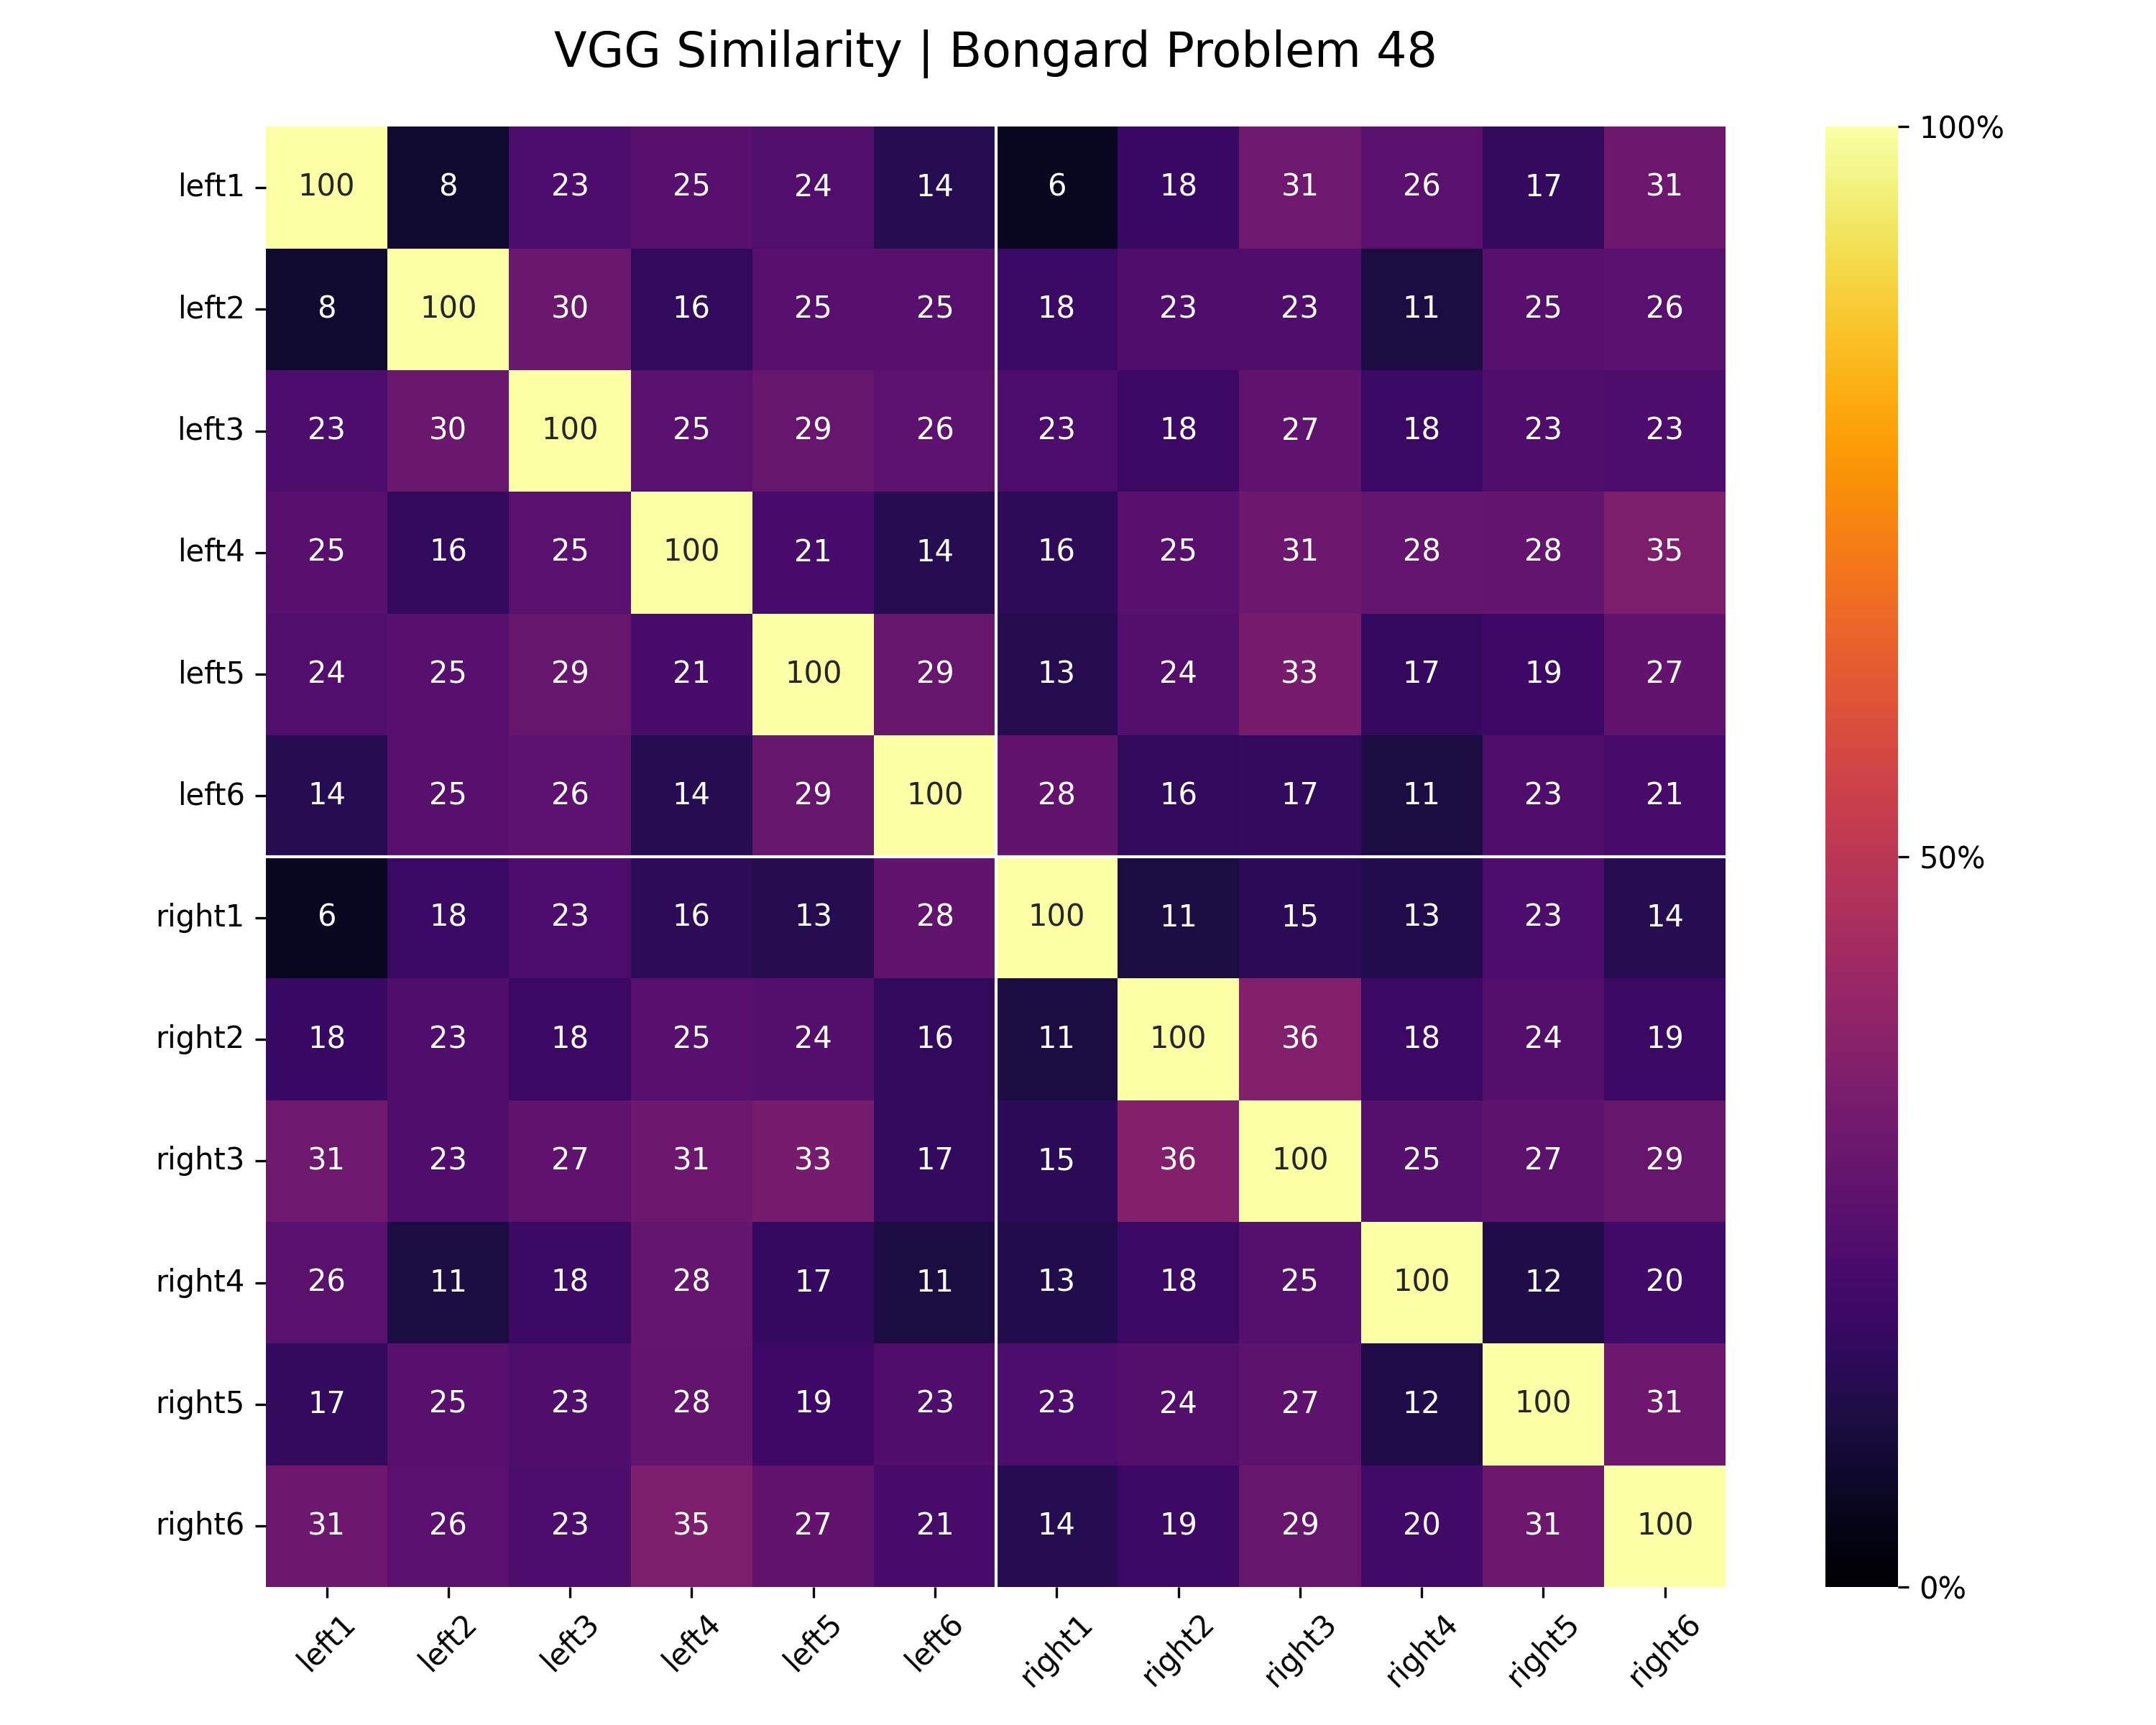 VGG Similarity | Bongard Problem 48
100%
left1 100 8 23 25 24 14 6 18 31 26 17 31
left2 8 100 30 16 25 25 18 23 23 11 25 26
left3 23 30 100 25 29 26 23 18 27 18 23 23
left4 25 16 25 100 21 14 16 25 31 28 28 35
left5 24 25 29 21 100 29 13 24 33 17 19 27
left6 14 25 26 14 29 100 28 16 17 11 23 21
50%
right1 6 18 23 16 13 28 100 11 15 13 23 14
right2 18 23 18 25 24 16 11 100 36 18 24 19
right3 31 23 27 31 33 17 15 36 100 25 27 29
right4 26 11 18 28 17 11 13 18 25 100 12 20
right5 17 25 23 28 19 23 23 24 27 12 100 31
right6 31 26 23 35 27 21 14 19 29 20 31 100
0%
left1 left2 left3 left4 left5 left6 right1 right2 right3 right4 right5 right6